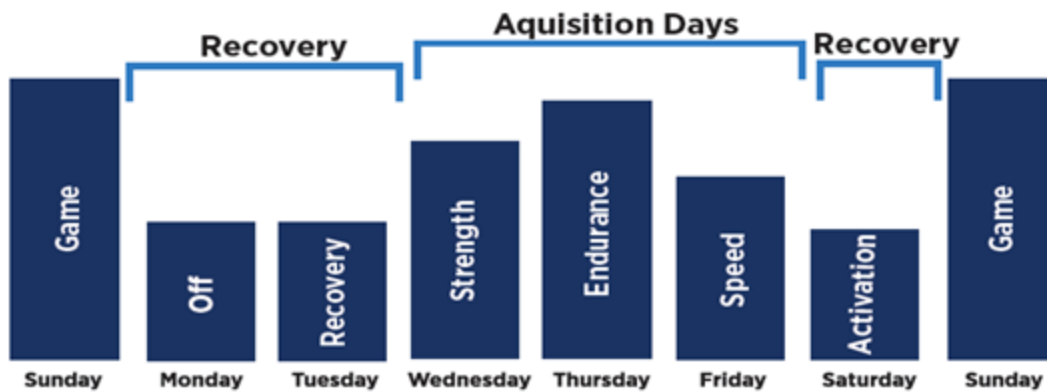 Recovery
Aquisition Days
Recovery
Game
Off
Recovery
Strength
Endurance
Speed
Activation
Game
Sunday
Monday
Tuesday
Wednesday
Thursday
Friday
Saturday
Sunday